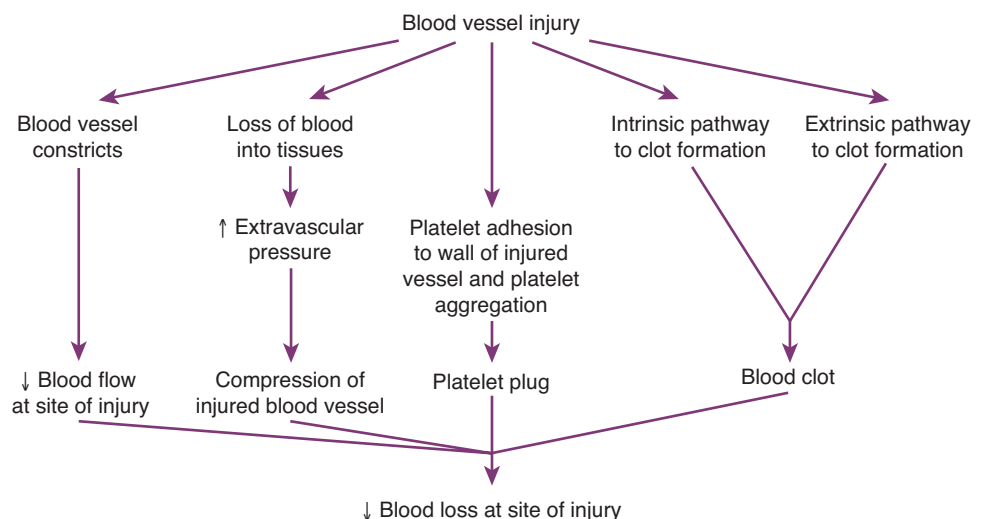 Blood vessel injury
Blood vessel
constricts
Loss of blood
into tissues
Intrinsic pathway
to clot formation
Extrinsic pathway
to clot formation
↑ Extravascular
pressure
Platelet adhesion
to wall of injured
vessel and platelet
aggregation
↓ Blood flow
at site of injury
Compression of
injured blood vessel
Platelet plug
Blood clot
↓ Blood loss at site of injury